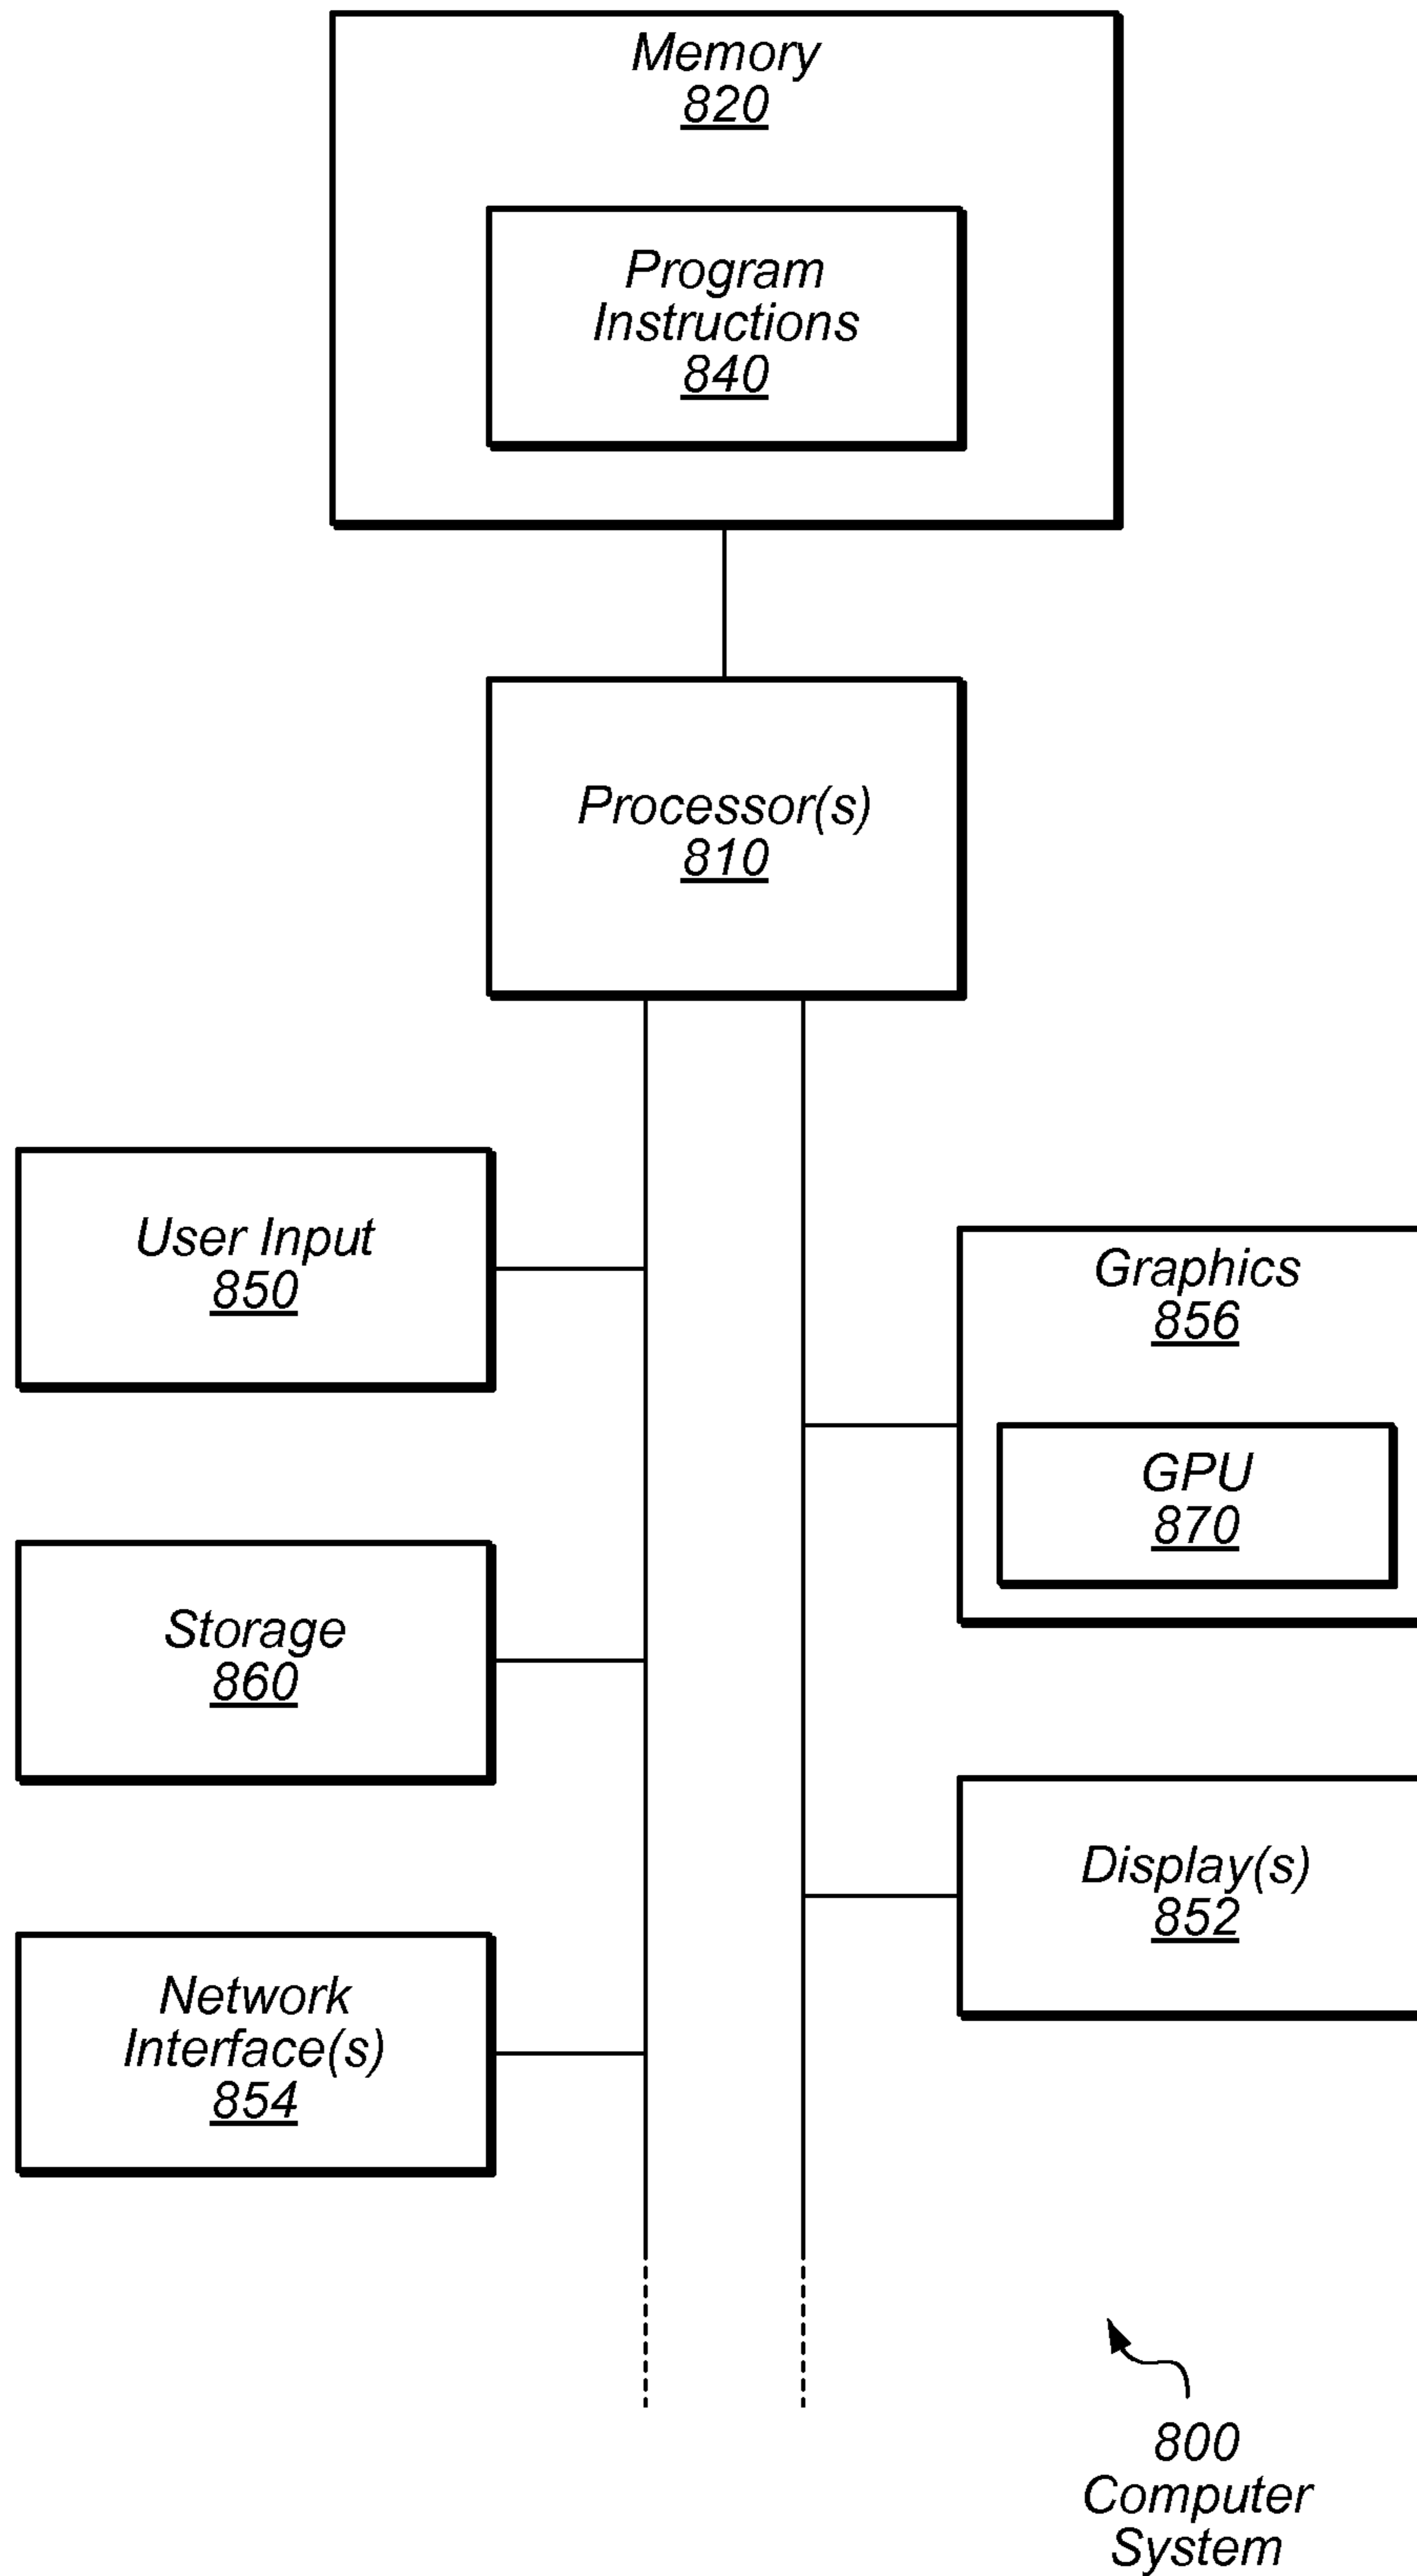 Memory
820
Program
Instructions
840
Processor(s)
810
User Input
850
Graphics
856
GPU
870
Storage
860
Display(s)
852
Network
Interface(s)
854
800
Computer
System